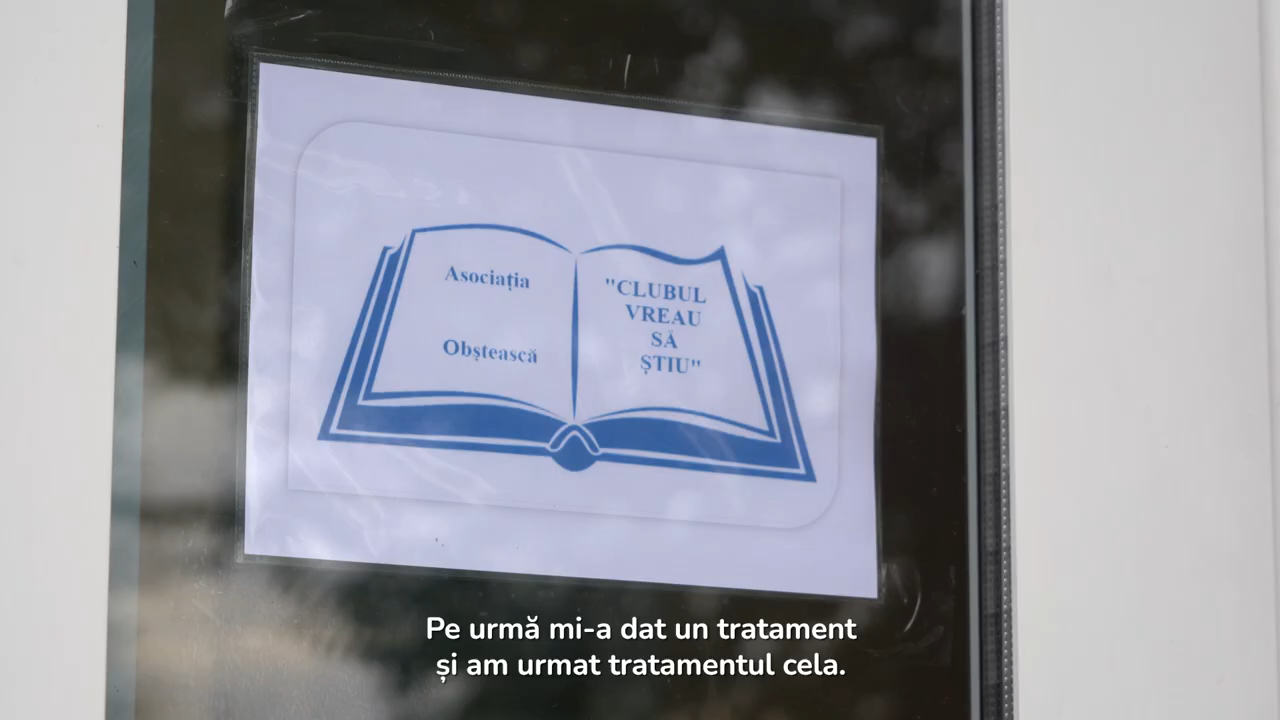 Asociația
Obștească
"CLUBUL
VREAU
SĂ
ȘTIU"
Pe urmă mi-a dat un tratament
și am urmat tratamentul cela.